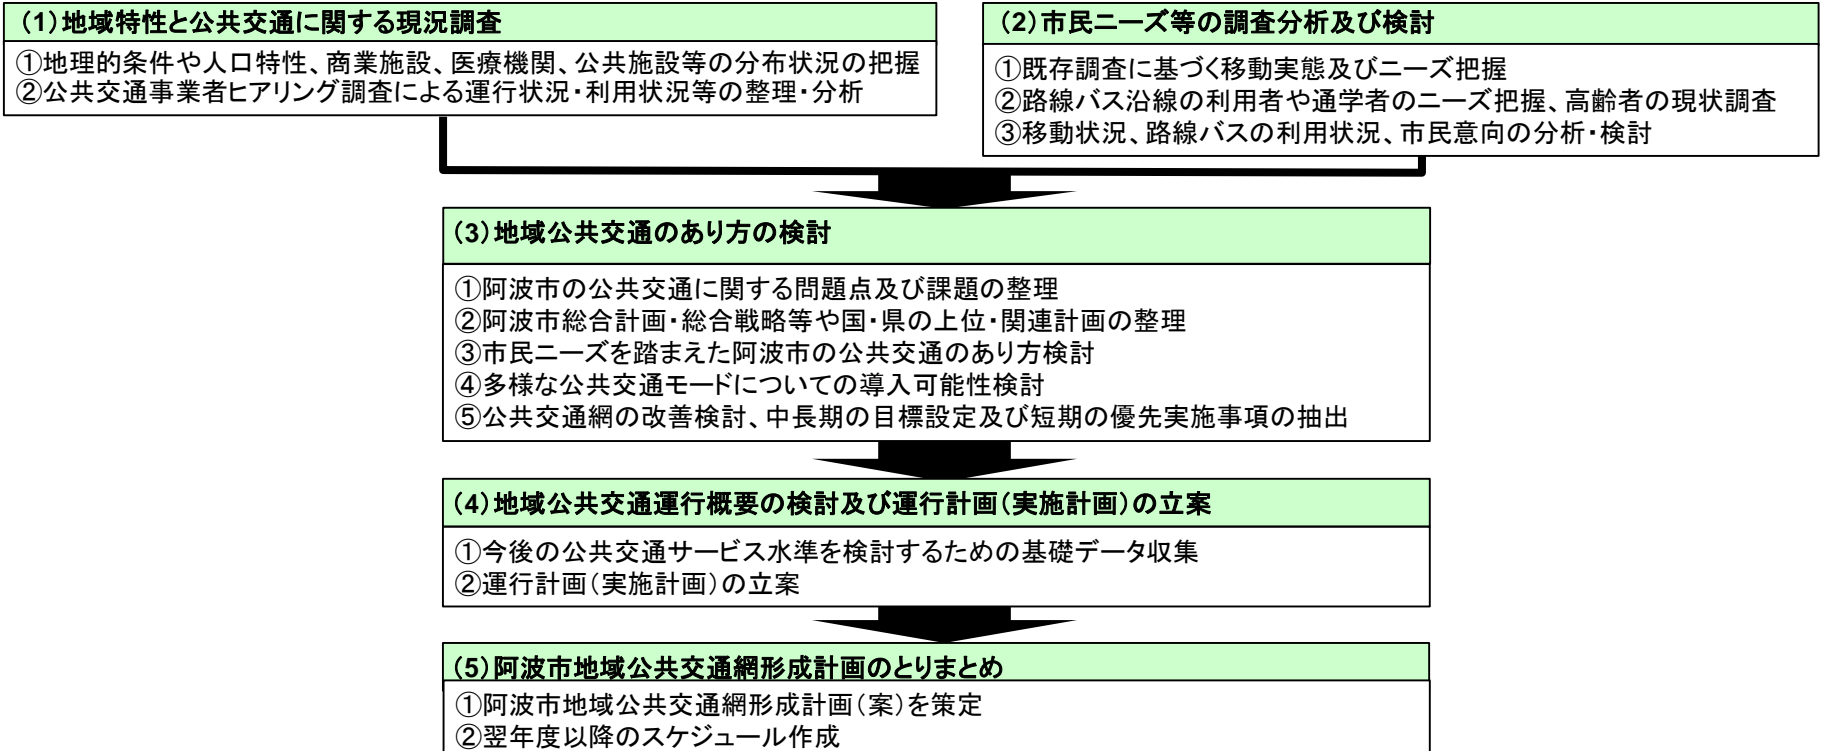 (1)地域特性と公共交通に関する現況調査
①地理的条件や人口特性、商業施設、医療機関、公共施設等の分布状況の把握
②公共交通事業者ヒアリング調査による運行状況・利用状況等の整理・分析
(2)市民ニーズ等の調査分析及び検討
①既存調査に基づく移動実態及びニーズ把握
②路線バス沿線の利用者や通学者のニーズ把握、高齢者の現状調査
③移動状況、路線バスの利用状況、市民意向の分析・検討
(3)地域公共交通のあり方の検討
①阿波市の公共交通に関する問題点及び課題の整理
②阿波市総合計画・総合戦略等や国・県の上位・関連計画の整理
③市民ニーズを踏まえた阿波市の公共交通のあり方検討
④多様な公共交通モードについての導入可能性検討
⑤公共交通網の改善検討、中長期の目標設定及び短期の優先実施事項の抽出
(4)地域公共交通運行概要の検討及び運行計画(実施計画)の立案
①今後の公共交通サービス水準を検討するための基礎データ収集
②運行計画(実施計画)の立案
(5)阿波市地域公共交通網形成計画のとりまとめ
①阿波市地域公共交通網形成計画(案)を策定
②翌年度以降のスケジュール作成